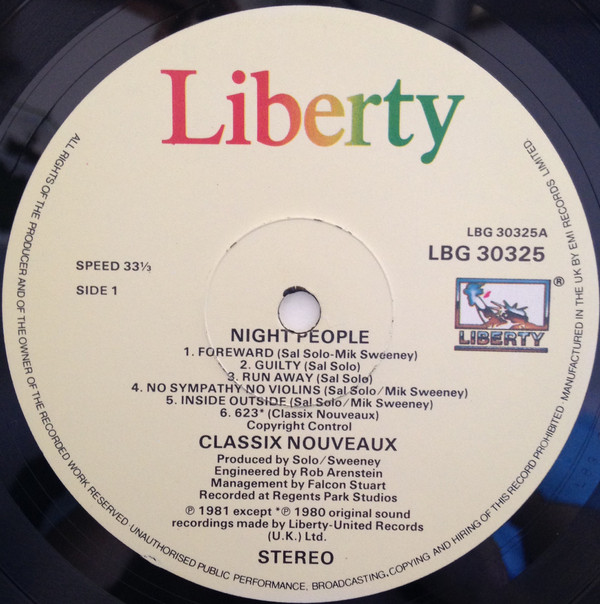 Liberty
LBG 30325A
LBG 30325
SPEED 33⅓
SIDE 1
®
LIBERTY
NIGHT PEOPLE
1. FOREWARD (Sal Solo-Mik Sweeney)
2. GUILTY (Sal Solo)
3. RUN AWAY (Sal Solo)
4. NO SYMPATHY NO VIOLINS (Sal Solo/Mik Sweeney)
5. INSIDE OUTSIDE (Sal Solo/Mik Sweeney)
6. 623* (Classix Nouveaux)
Copyright Control
CLASSIX NOUVEAUX
Produced by Solo/Sweeney
Engineered by Rob Arenstein
Management by Falcon Stuart
Recorded at Regents Park Studios
℗ 1981 except *℗ 1980 original sound
recordings made by Liberty-United Records
(U.K.) Ltd.
STEREO
ALL RIGHTS OF THE PRODUCER AND OF THE OWNER OF THE RECORDED WORK RESERVED. UNAUTHORISED PUBLIC PERFORMANCE, BROADCASTING, COPYING AND HIRING OF THIS RECORD PROHIBITED · MANUFACTURED IN THE UK BY EMI RECORDS LIMITED.